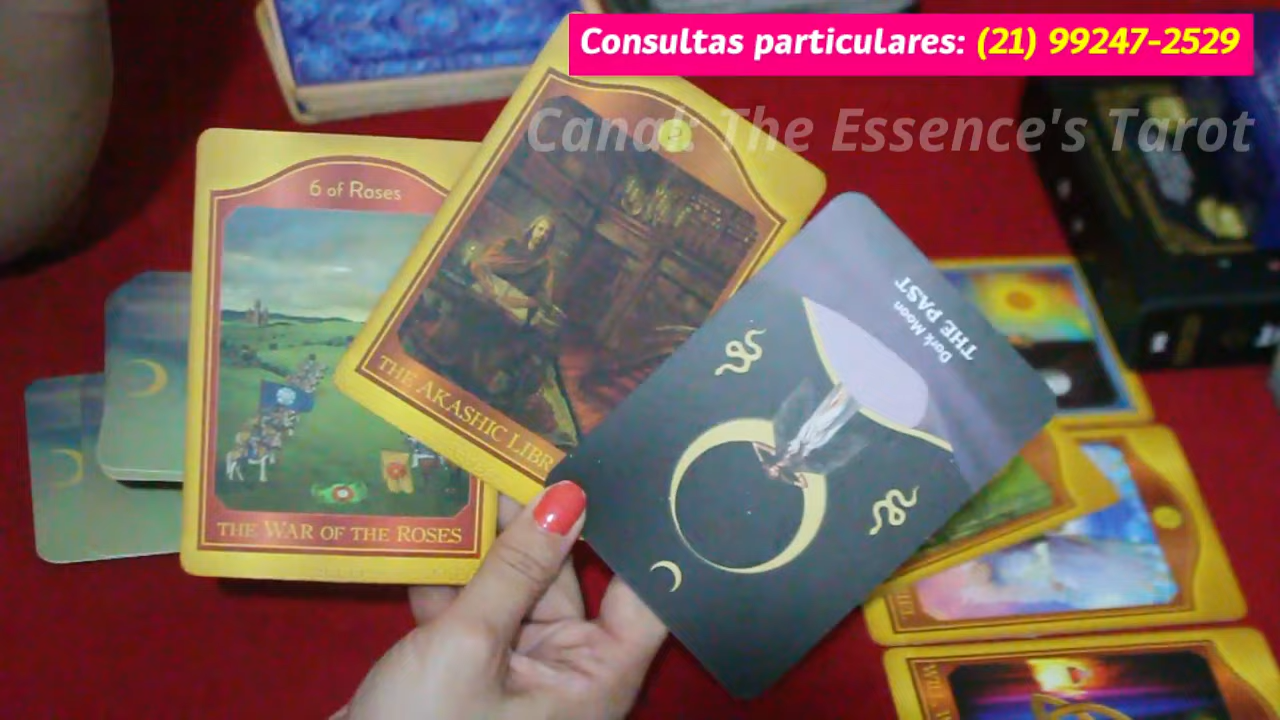 Consultas particulares: (21) 99247-2529
Canal: The Essence's Tarot
6 of Roses
THE WAR OF THE ROSES
THE AKASHIC LIBR
Dark Moon
THE PAST